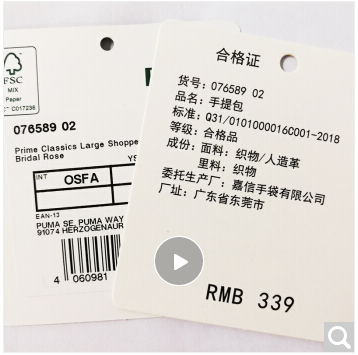 FSC
MIX
Paper
C017236
076589 02
Prime Classics Large Shoppe
Bridal Rose
YS
INT
OSFA
EAN-13
PUMA SE, PUMA WAY
91074 HERZOGENAUR
4 060981
合格证
货号: 076589 02
品名: 手提包
标准: Q31/0101000016C001-2018
等级: 合格品
成份: 面料: 织物/人造革
里料: 织物
委托生产厂: 嘉信手袋有限公司
厂址: 广东省东莞市
RMB 339